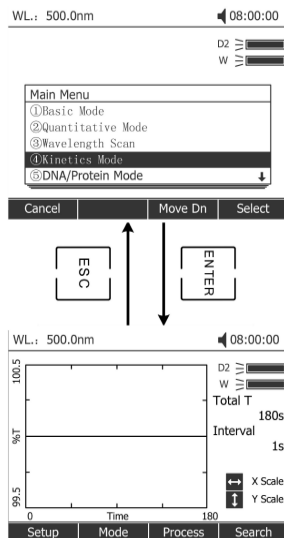 WL.: 500.0nm 08:00:00
D2
W
Main Menu
①Basic Mode
②Quantitative Mode
③Wavelength Scan
④Kinetics Mode
⑤DNA/Protein Mode
Cancel Move Dn Select
ESC
ENTER
WL.: 500.0nm 08:00:00
D2
W
Total T
180s
Interval
1s
X Scale
Y Scale
100.5
%T
99.5
0 Time 180
Setup Mode Process Search